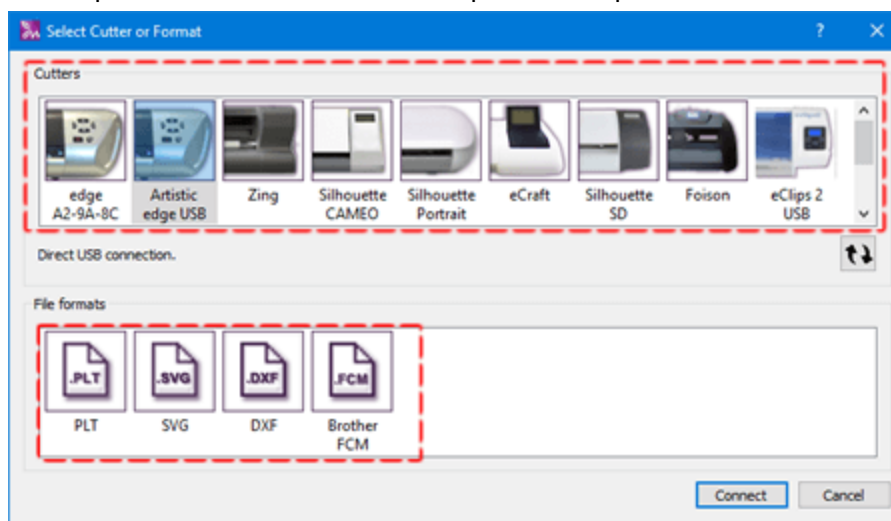 Select Cutter or Format
Cutters
edge
A2-9A-8C
Artistic
edge USB
Zing
Silhouette
CAMEO
Silhouette
Portrait
eCraft
Silhouette
SD
Foison
eClips 2
USB
Direct USB connection.
File formats
.PLT
.SVG
.DXF
.FCM
PLT
SVG
DXF
Brother
FCM
Connect
Cancel